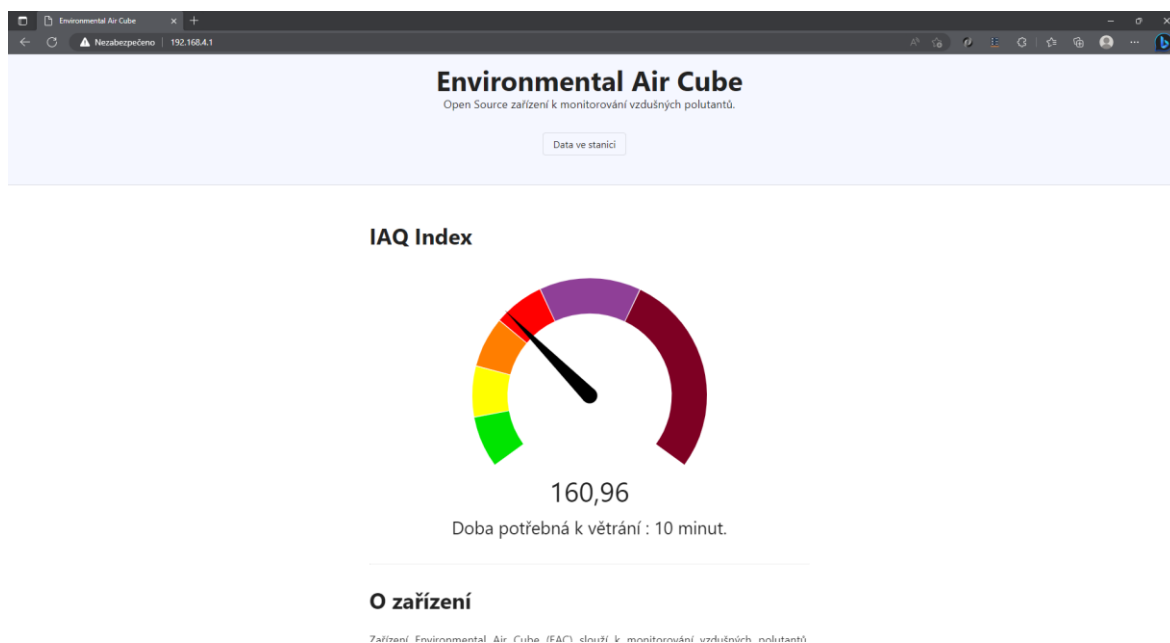 Environmental Air Cube
Nezabezpečeno | 192.168.4.1
Environmental Air Cube
Open Source zařízení k monitorování vzdušných polutantů.
Data ve stanici
IAQ Index
160,96
Doba potřebná k větrání : 10 minut.
O zařízení
Zařízení Environmental Air Cube (EAC) slouží k monitorování vzdušných polutantů.